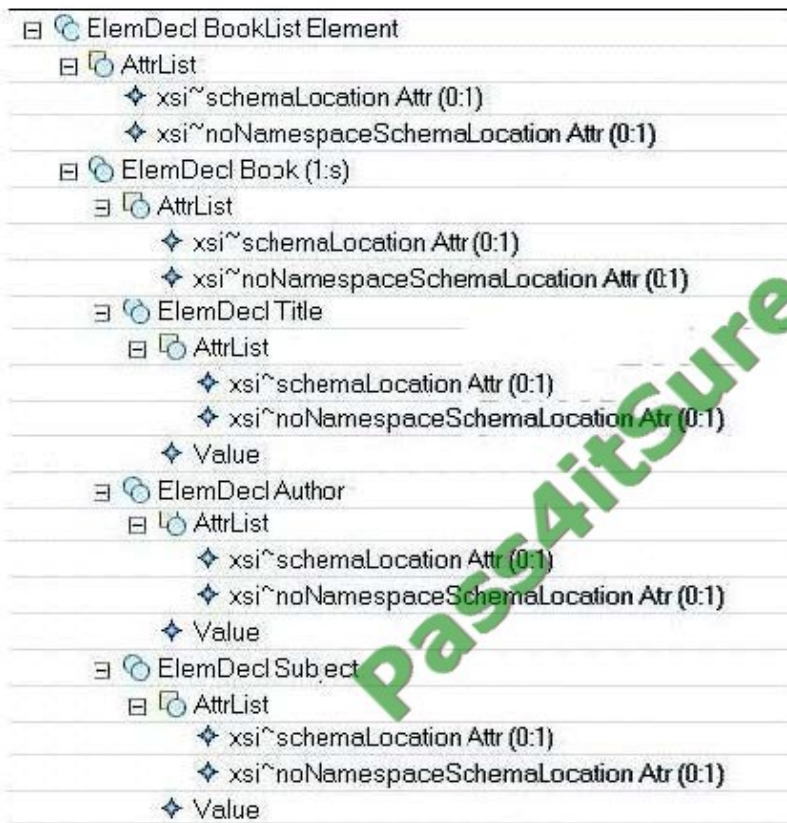 ElemDecl BookList Element
AttrList
xsi~schemaLocation Attr (0:1)
xsi~noNamespaceSchemaLocation Attr (0:1)
ElemDecl Book (1:s)
AttrList
xsi~schemaLocation Attr (0:1)
xsi~noNamespaceSchemaLocation Attr (0:1)
ElemDecl Title
AttrList
xsi~schemaLocation Attr (0:1)
xsi~noNamespaceSchemaLocation Atr (0:1)
Value
ElemDecl Author
AttrList
xsi~schemaLocation Attr (0:1)
xsi~noNamespaceSchemaLocation Atr (0:1)
Value
ElemDecl Subject
AttrList
xsi~schemaLocation Attr (0:1)
xsi~noNamespaceSchemaLocation Atr (0:1)
Value
Pass4itSure